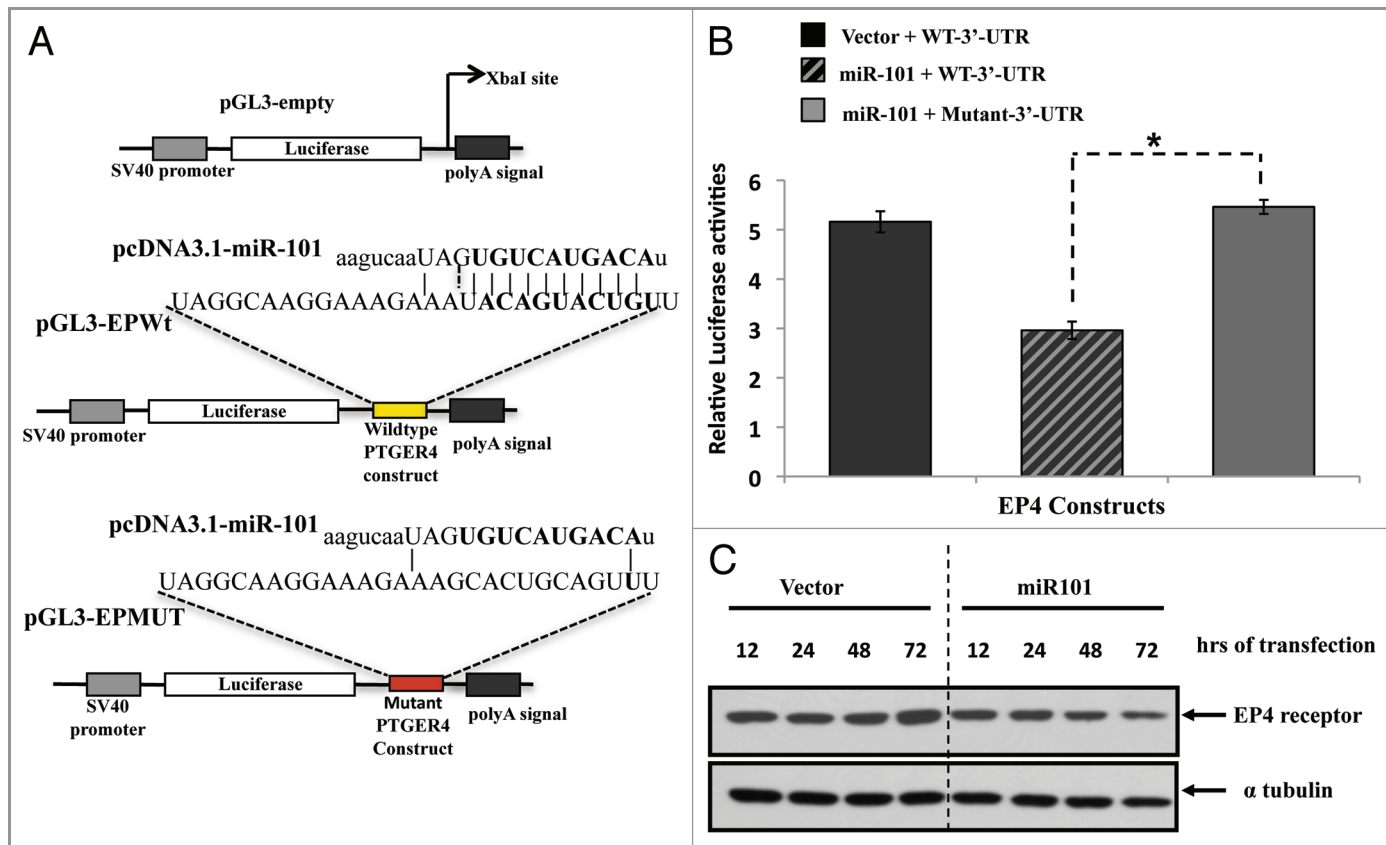 A
pGL3-empty
XbaI site
Luciferase
SV40 promoter
polyA signal
pcDNA3.1-miR-101
aagucaaUAGUGUCAUGACAu
UAGGCAAGGAAAGAAAUACAGUACUGUU
pGL3-EPWt
Luciferase
SV40 promoter
Wildtype
PTGER4
construct
polyA signal
pcDNA3.1-miR-101
aagucaaUAGUGUCAUGACAu
UAGGCAAGGAAAGAAAGCACUGCAGUUU
pGL3-EPMUT
Luciferase
SV40
promoter
Mutant
PTGER4
Construct
polyA signal
B
Vector + WT-3'-UTR
miR-101 + WT-3'-UTR
miR-101 + Mutant-3'-UTR
*
Relative Luciferase activities
6
5
4
3
2
1
0
EP4 Constructs
C
Vector
miR101
12 24 48 72 12 24 48 72 hrs of transfection
EP4 receptor
α tubulin